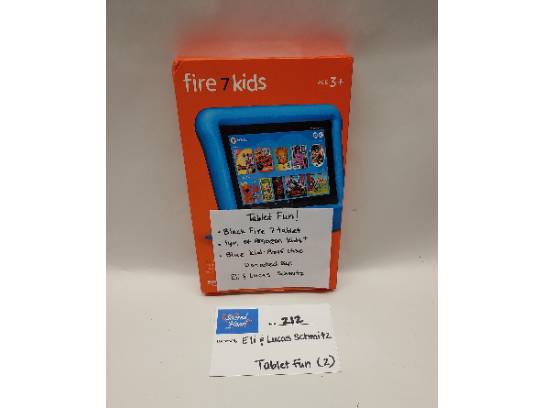 fire 7 kids
AGE 3+
Tablet Fun!
• Black Fire 7 tablet
• 1yr. of Amazon Kids+
• Blue Kid-Proof case
Donated By:
Eli & Lucas Schmitz
212
Eli & Lucas Schmitz
Tablet Fun (2)